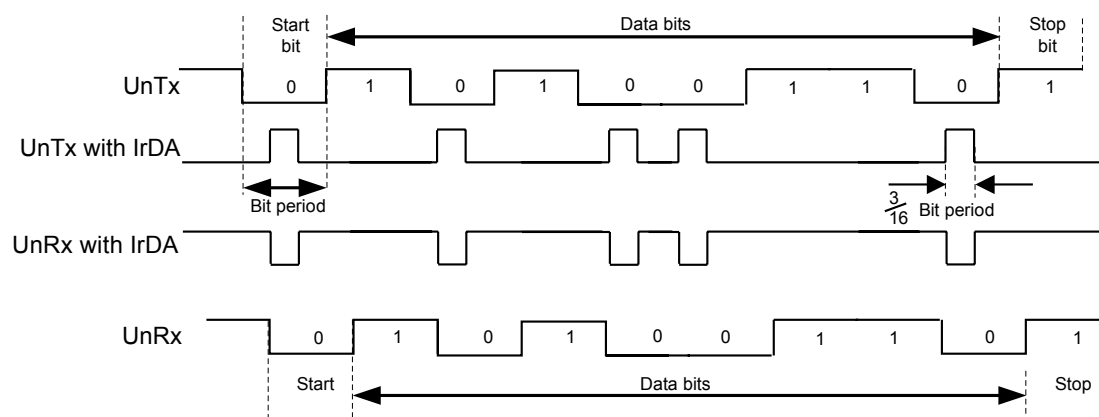 Start bit
Data bits
Stop bit
UnTx 0 1 0 1 0 0 1 1 0 1
UnTx with IrDA
Bit period
3/16 Bit period
UnRx with IrDA
UnRx 0 1 0 1 0 0 1 1 0 1
Start
Data bits
Stop